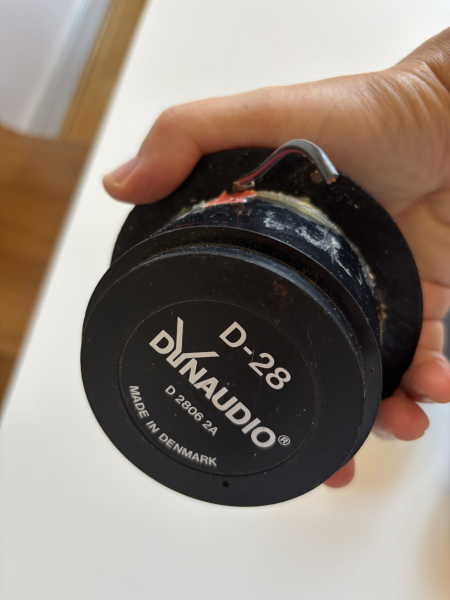 D-28
DYNAUDIO®
D 2806 2A
MADE IN DENMARK